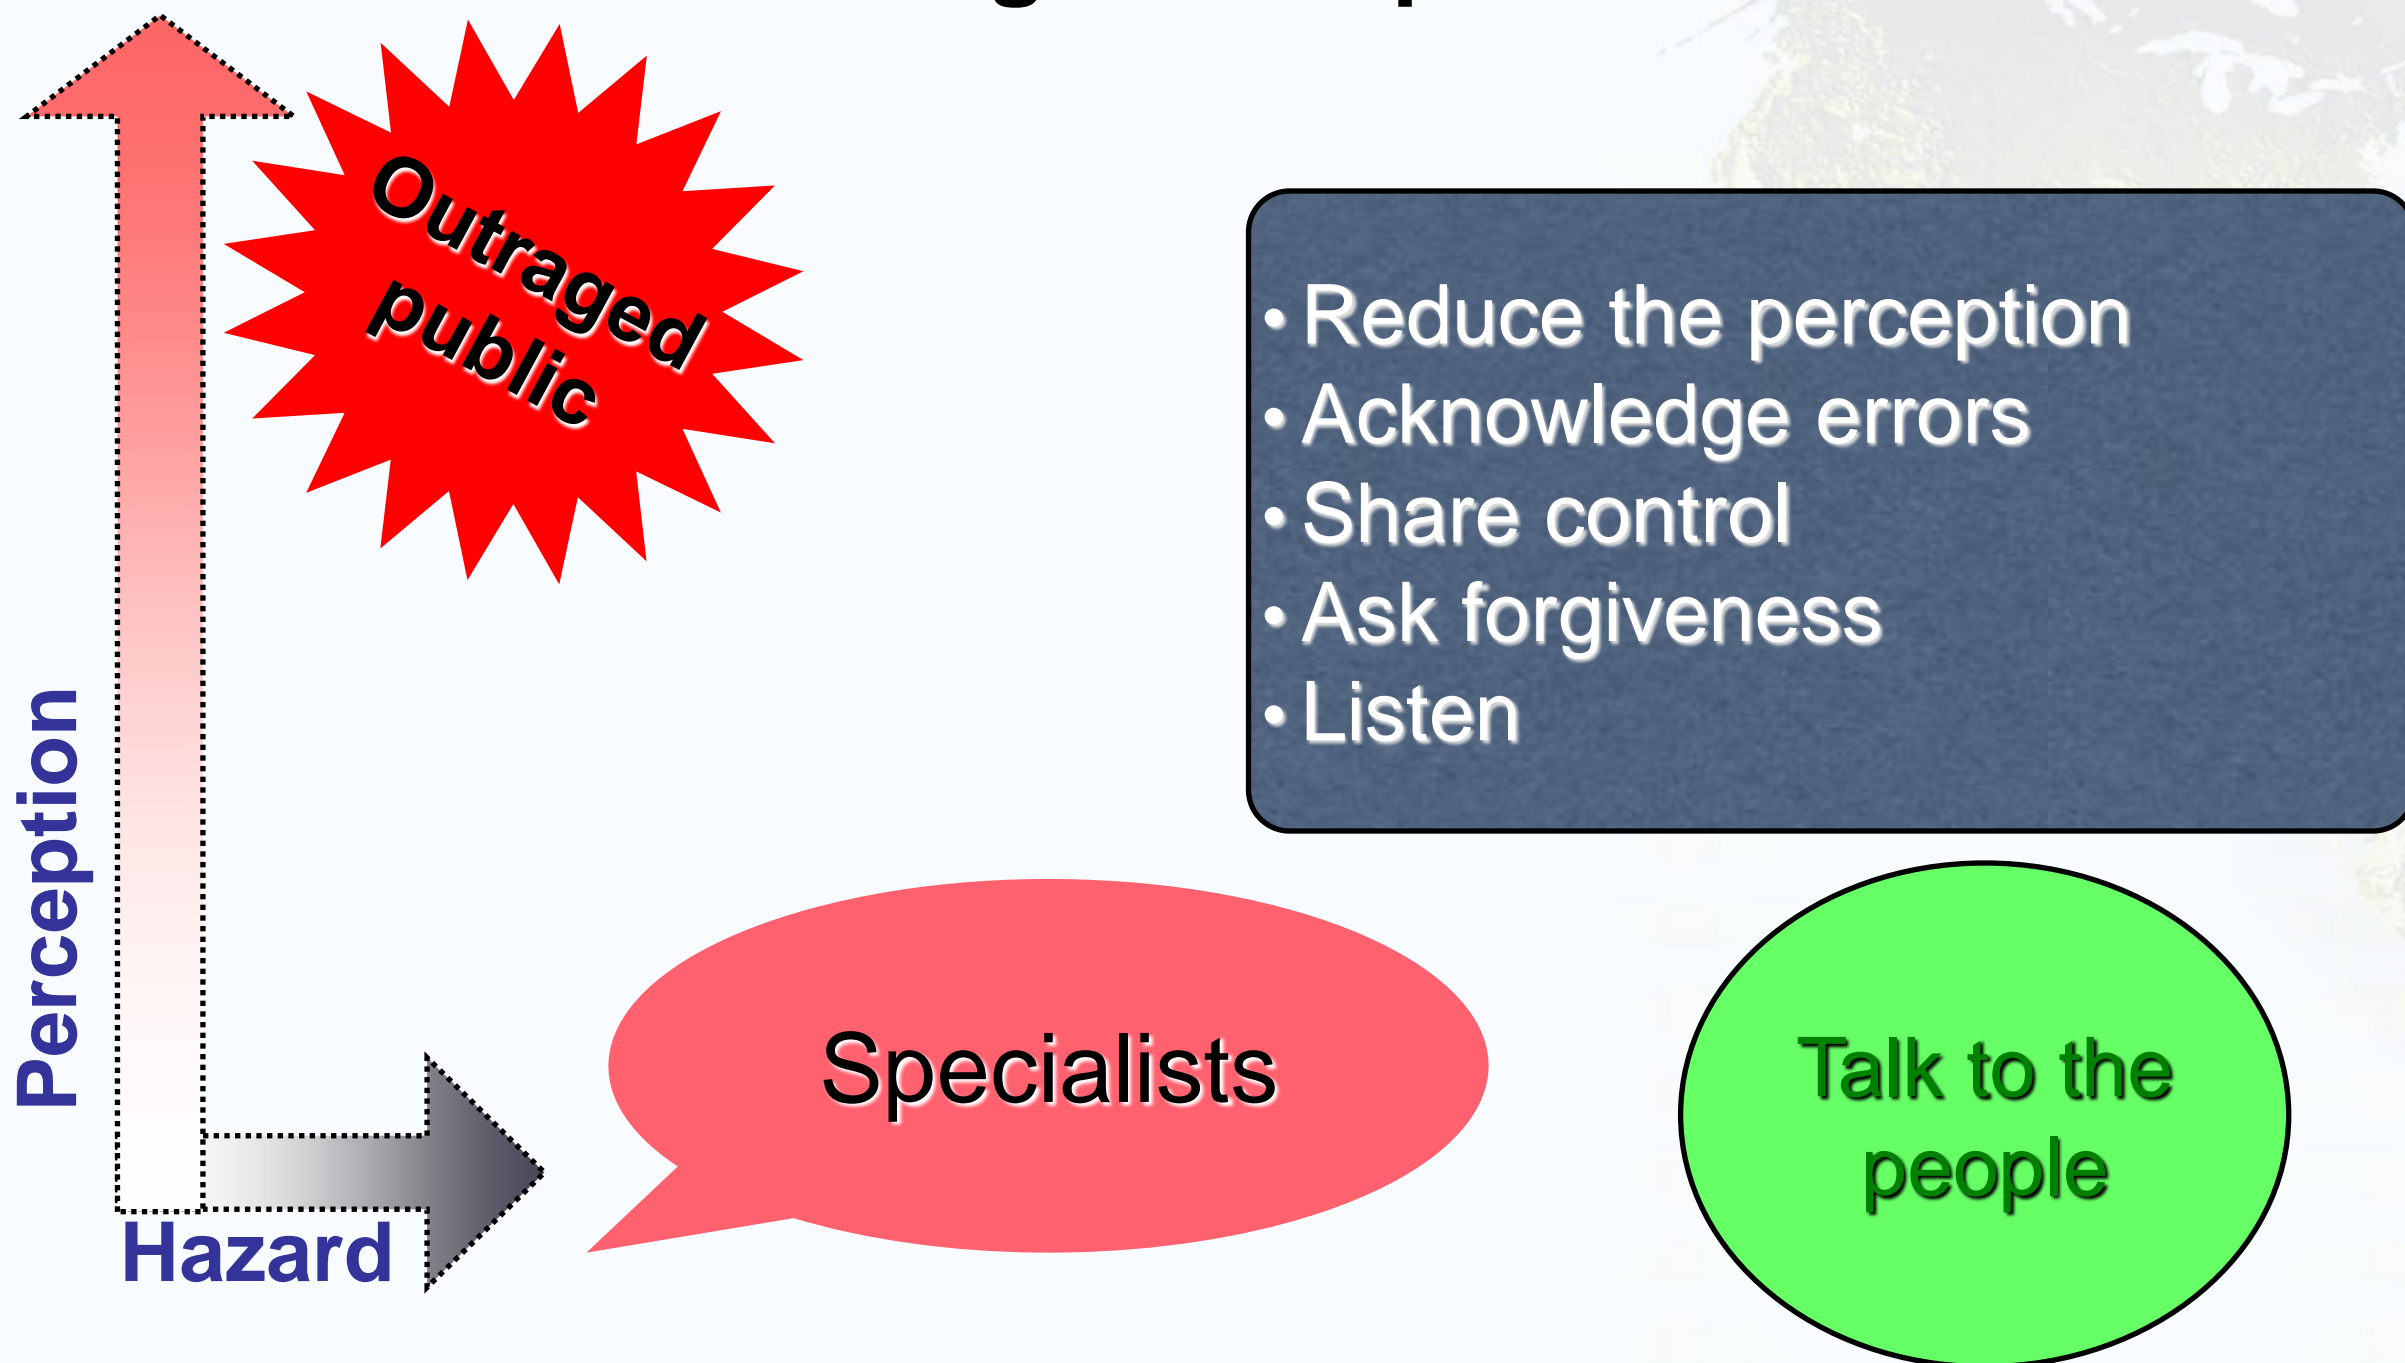 Outraged
public
• Reduce the perception
• Acknowledge errors
• Share control
• Ask forgiveness
• Listen
Perception
Specialists
Talk to the
people
Hazard